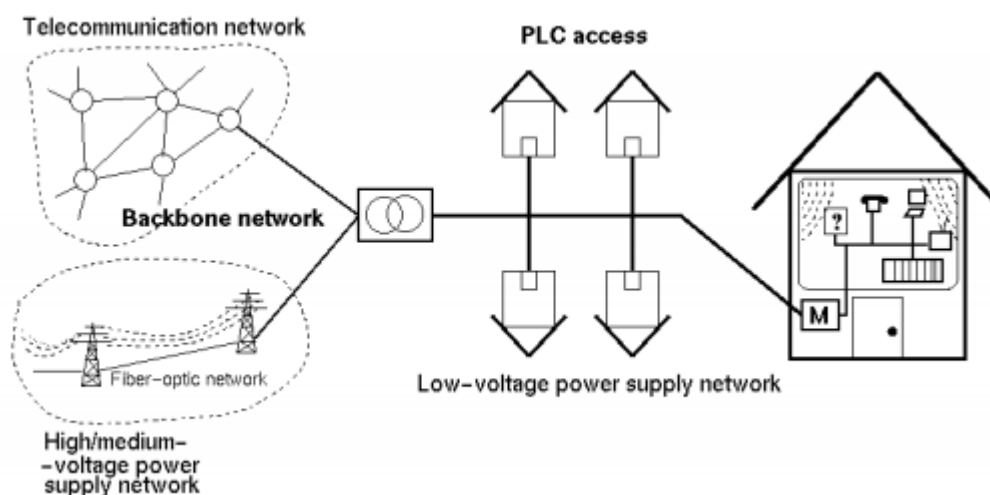 Telecommunication network
PLC access
Backbone network
?
M
Fiber-optic network
Low-voltage power supply network
High/medium-
-voltage power
supply network